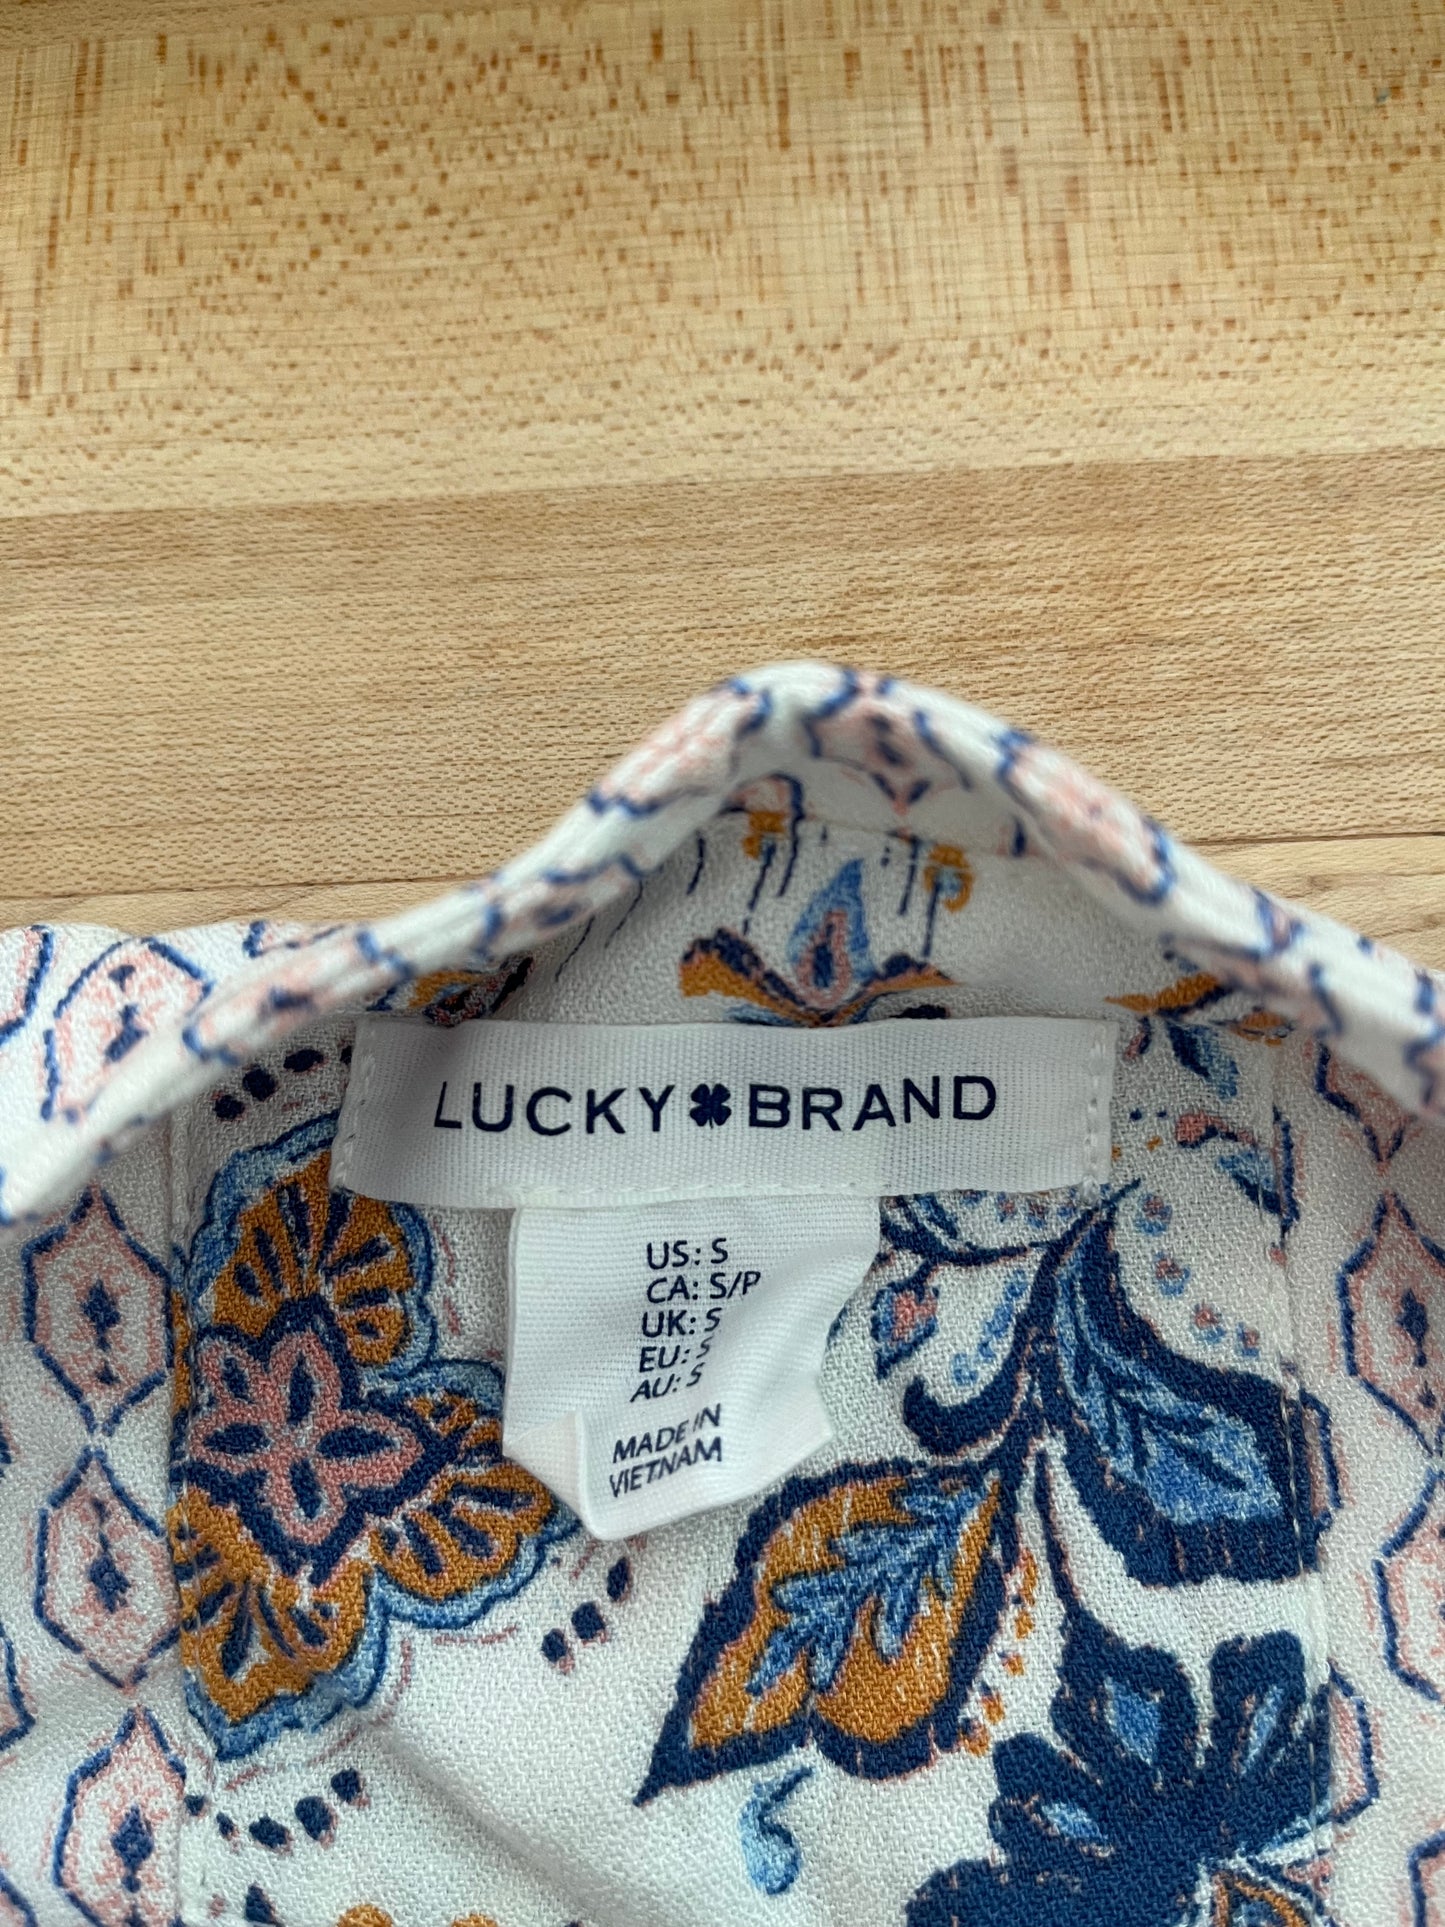 LUCKY BRAND
US: S
CA: S/P
UK: S
EU: S
AU: S
MADE IN
VIETNAM